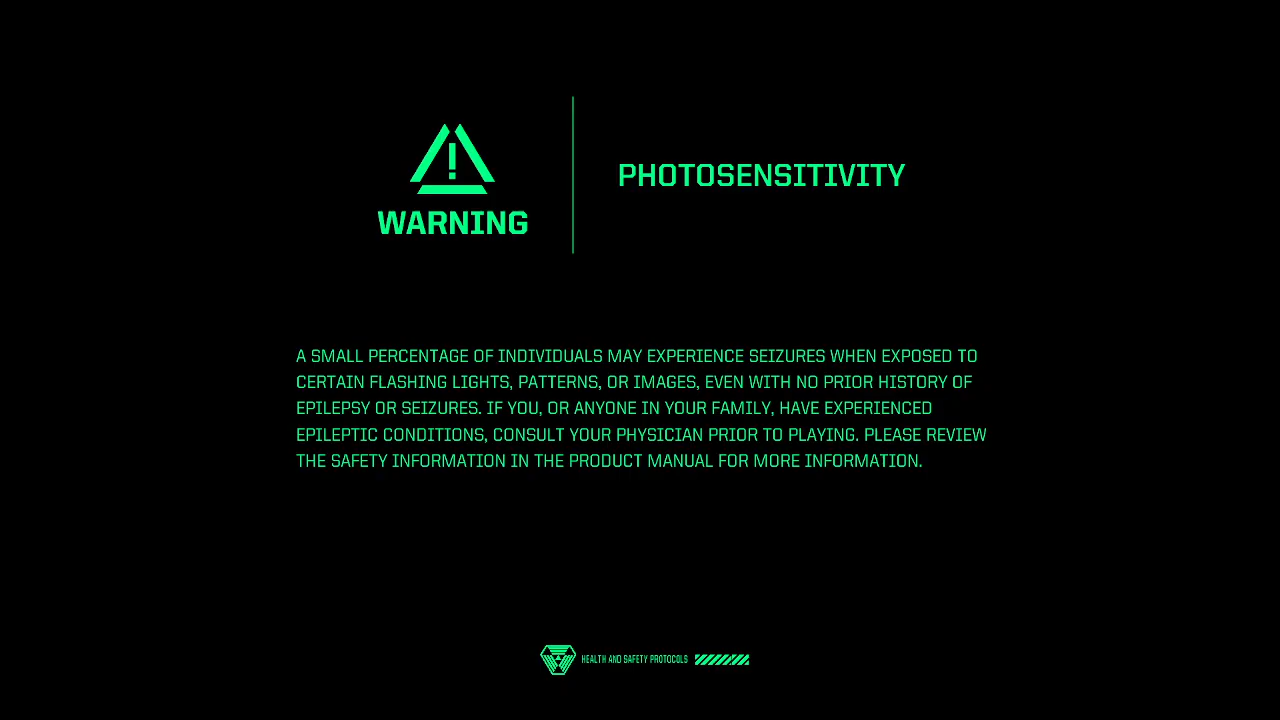 WARNING
PHOTOSENSITIVITY
A SMALL PERCENTAGE OF INDIVIDUALS MAY EXPERIENCE SEIZURES WHEN EXPOSED TO
CERTAIN FLASHING LIGHTS, PATTERNS, OR IMAGES, EVEN WITH NO PRIOR HISTORY OF
EPILEPSY OR SEIZURES. IF YOU, OR ANYONE IN YOUR FAMILY, HAVE EXPERIENCED
EPILEPTIC CONDITIONS, CONSULT YOUR PHYSICIAN PRIOR TO PLAYING. PLEASE REVIEW
THE SAFETY INFORMATION IN THE PRODUCT MANUAL FOR MORE INFORMATION.
HEALTH AND SAFETY PROTOCOLS